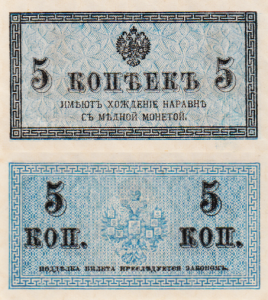 5 КОПѢЕКЪ 5
ИМѢЮТЪ ХОЖДЕНІЕ НАРАВНѢ
СЪ МѢДНОЙ МОНЕТОЙ.
5 5
КОП. КОП.
ПОДДѢЛКА БИЛЕТА ПРЕСЛѢДУЕТСЯ ЗАКОНОМЪ.